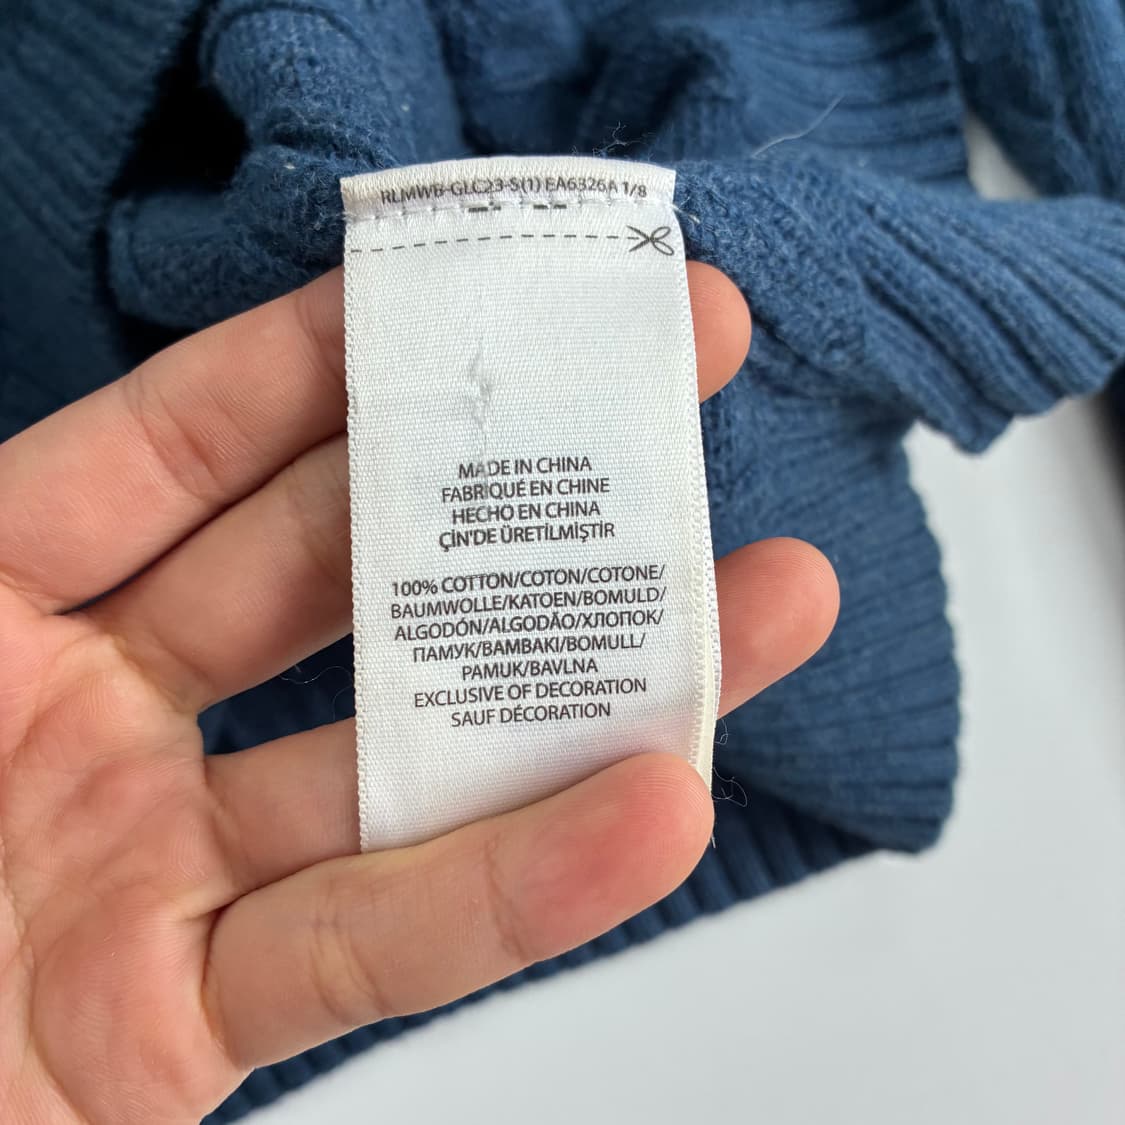 RLMWB-GLC23-S(1) EA6326A 1/8
MADE IN CHINA
FABRIQUÉ EN CHINE
HECHO EN CHINA
ÇİN'DE ÜRETİLMİŞTİR
100% COTTON/COTON/COTONE/
BAUMWOLLE/KATOEN/BOMULD/
ALGODÓN/ALGODÃO/ХЛОПОК/
ПАМУК/BAMBAKI/BOMULL/
PAMUK/BAVLNA
EXCLUSIVE OF DECORATION
SAUF DÉCORATION